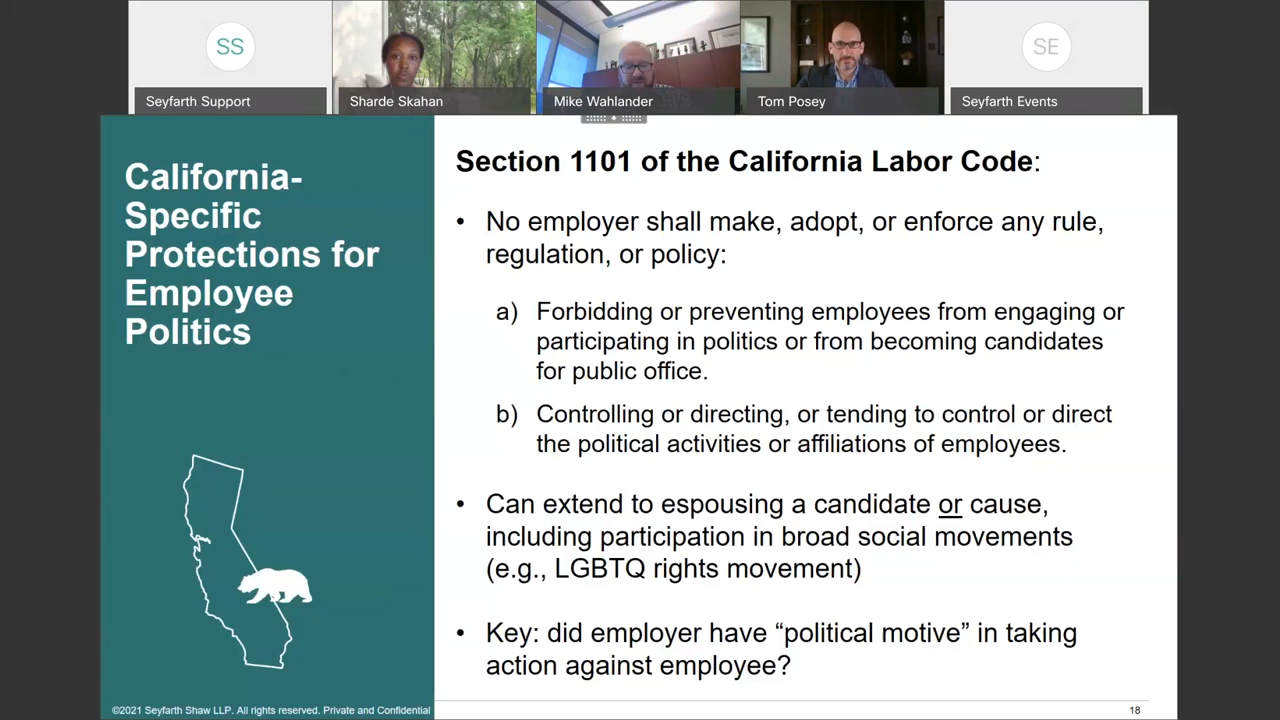 SS
SE
Seyfarth Support
Sharde Skahan
Mike Wahlander
Tom Posey
Seyfarth Events
California-
Specific
Protections for
Employee
Politics
Section 1101 of the California Labor Code:
• No employer shall make, adopt, or enforce any rule,
regulation, or policy:
a) Forbidding or preventing employees from engaging or
participating in politics or from becoming candidates
for public office.
b) Controlling or directing, or tending to control or direct
the political activities or affiliations of employees.
• Can extend to espousing a candidate or cause,
including participation in broad social movements
(e.g., LGBTQ rights movement)
• Key: did employer have “political motive” in taking
action against employee?
©2021 Seyfarth Shaw LLP. All rights reserved. Private and Confidential
18